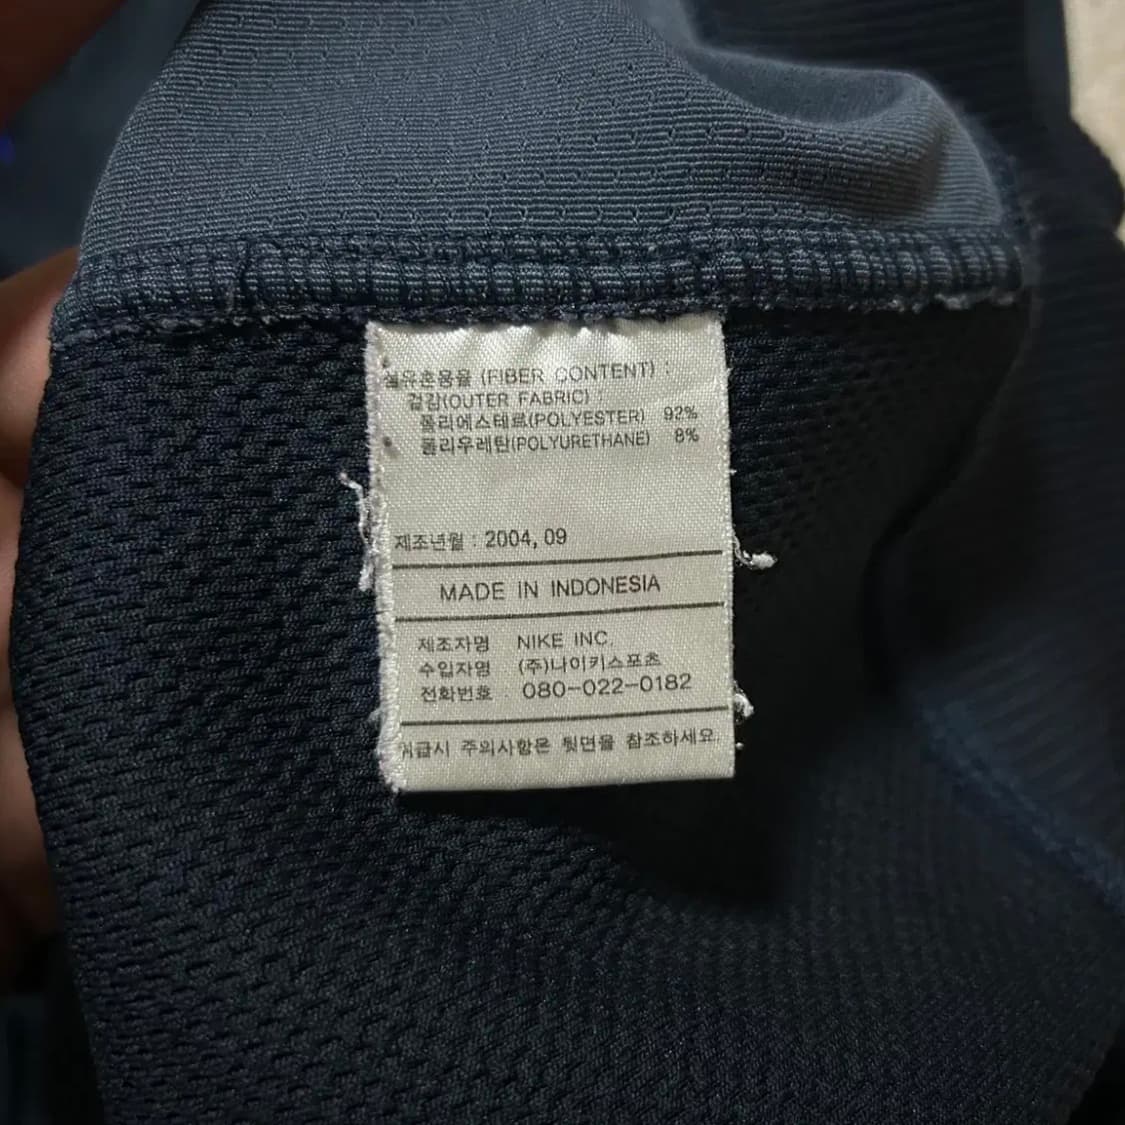 섬유혼용율 (FIBER CONTENT) :
겉감(OUTER FABRIC) :
폴리에스테르(POLYESTER) 92%
폴리우레탄(POLYURETHANE) 8%
제조년월 : 2004, 09
MADE IN INDONESIA
제조자명 NIKE INC.
수입자명 (주)나이키스포츠
전화번호 080-022-0182
취급시 주의사항은 뒷면을 참조하세요.